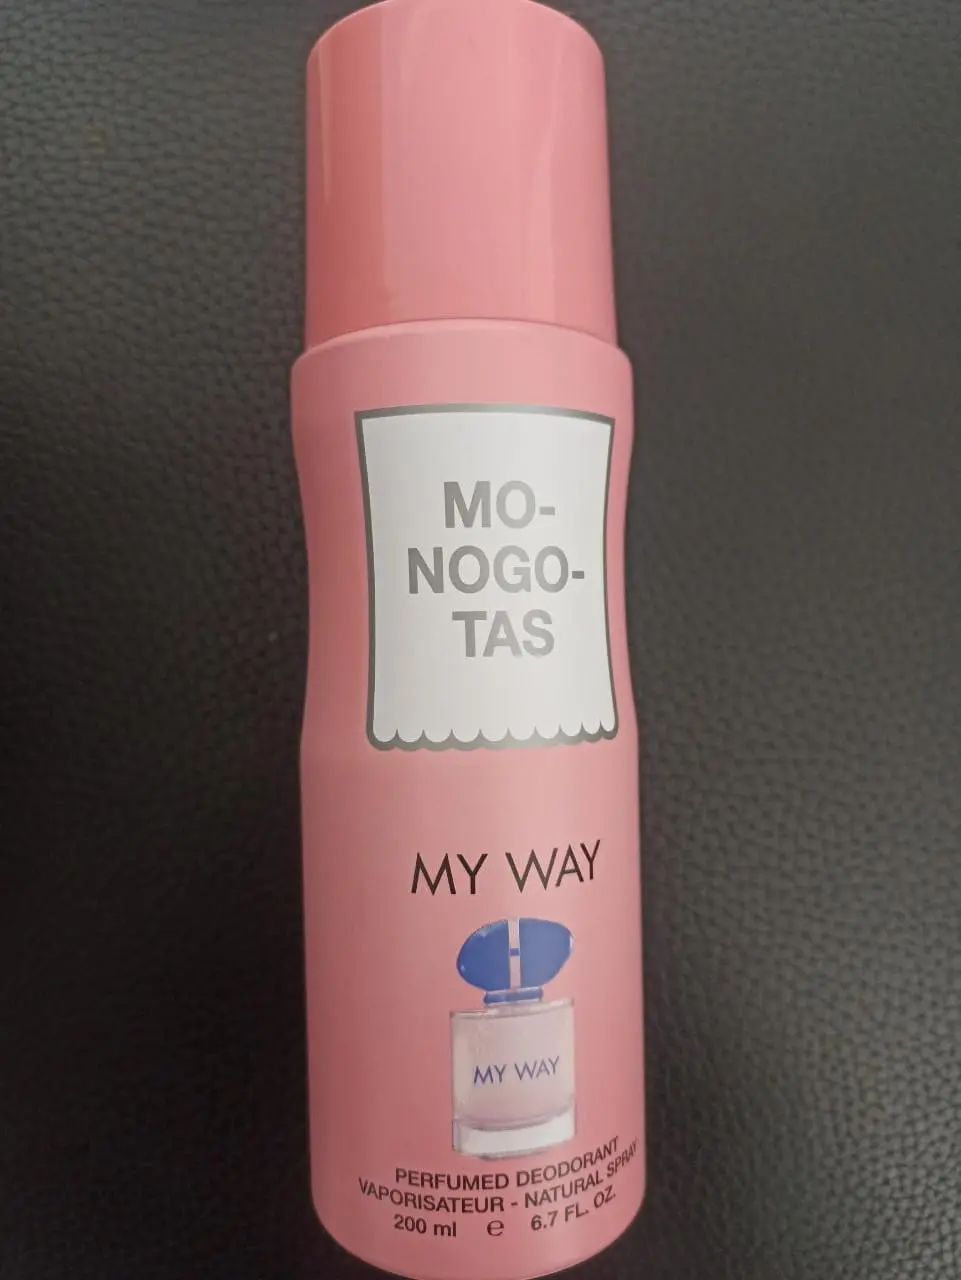 MO-
NOGO-
TAS
MY WAY
MY WAY
PERFUMED DEODORANT
VAPORISATEUR - NATURAL SPRAY
200 ml e 6.7 FL. OZ.